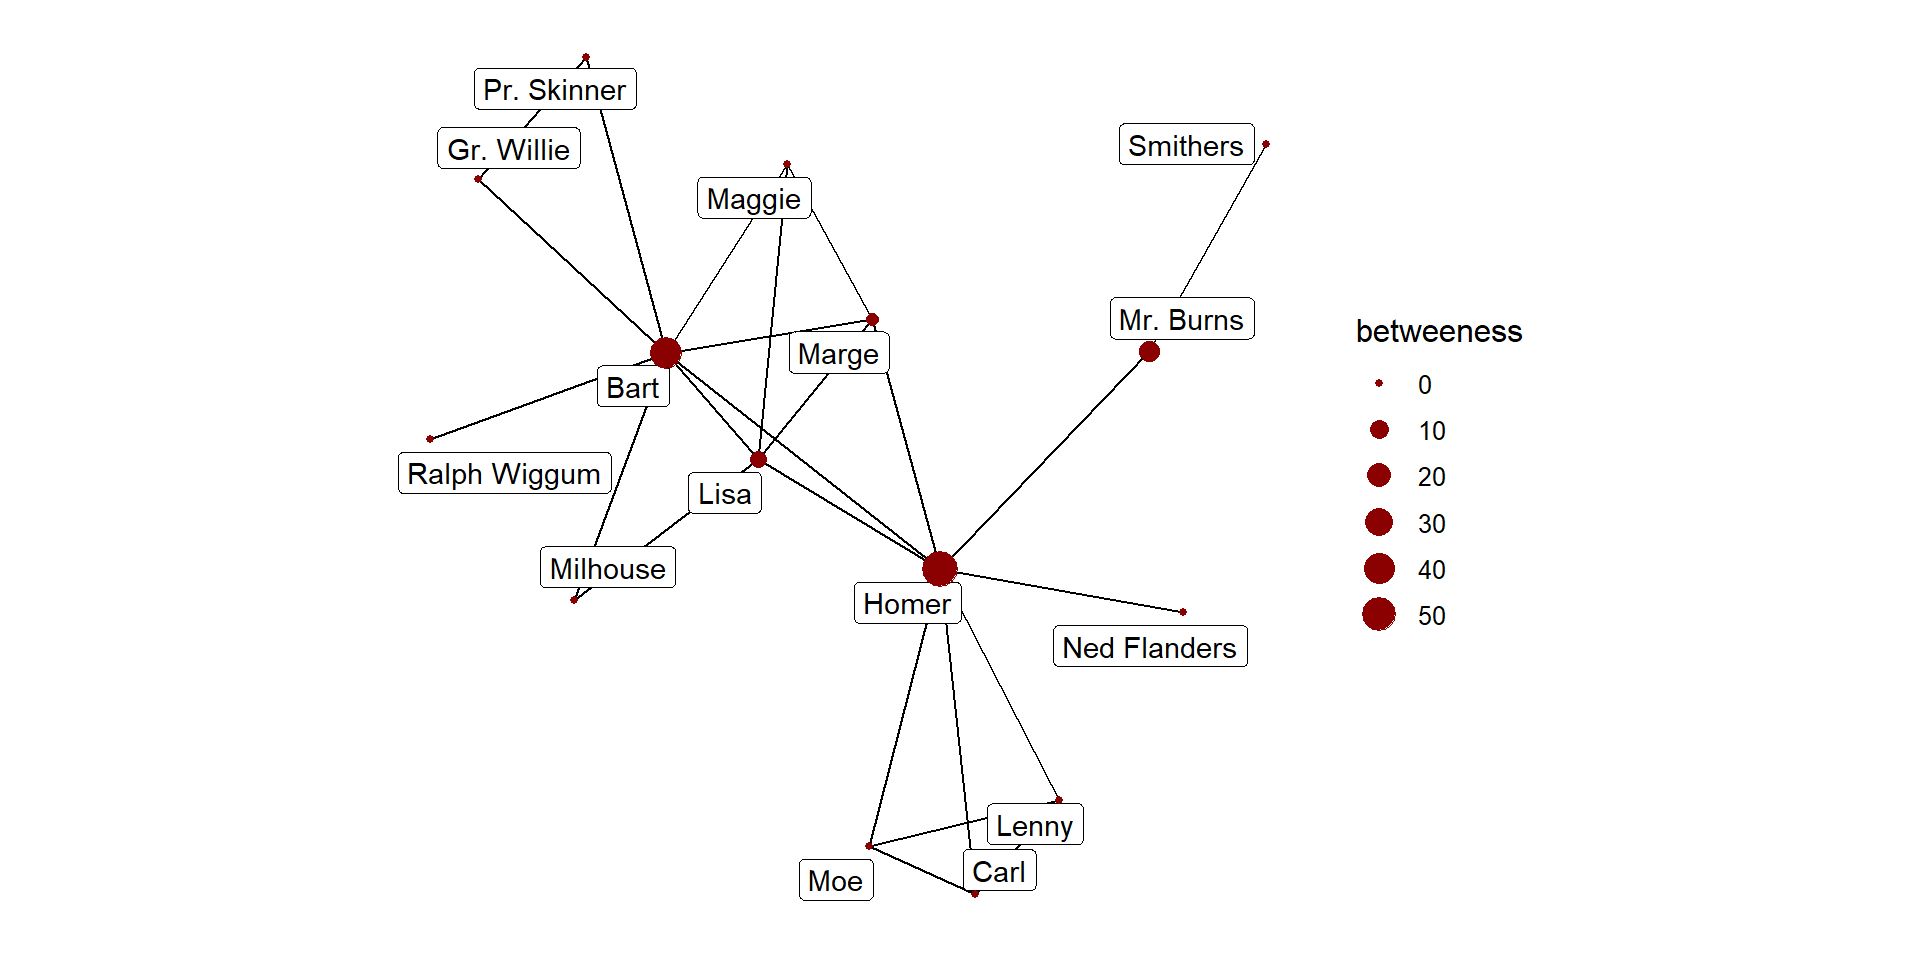 Pr. Skinner
Gr. Willie
Maggie
Smithers
Mr. Burns
Marge
Bart
Ralph Wiggum
Lisa
Milhouse
Homer
Ned Flanders
Lenny
Carl
Moe
betweeness
0
10
20
30
40
50